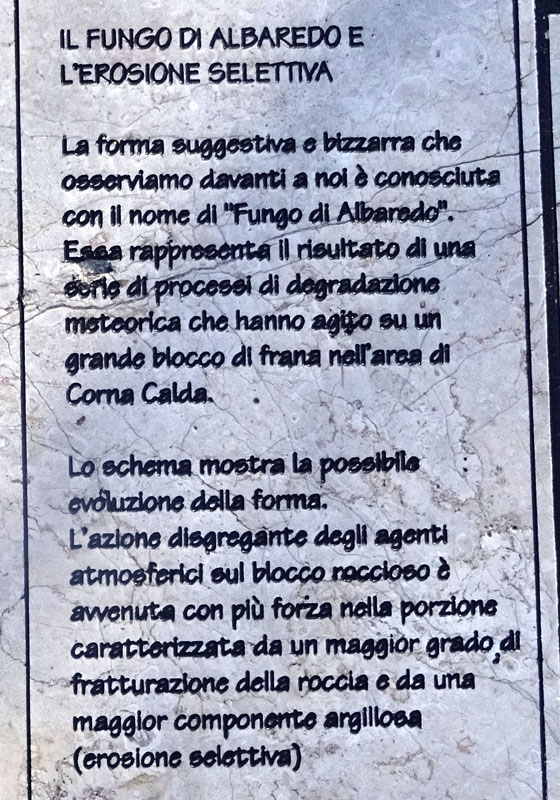 IL FUNGO DI ALBAREDO E
L'EROSIONE SELETTIVA
La forma suggestiva e bizzarra che
osserviamo davanti a noi è conosciuta
con il nome di "Fungo di Albaredo".
Essa rappresenta il risultato di una
serie di processi di degradazione
meteorica che hanno agito su un
grande blocco di frana nell'area di
Corna Calda.
Lo schema mostra la possibile
evoluzione della forma.
L'azione disgregante degli agenti
atmosferici sul blocco roccioso è
avvenuta con più forza nella porzione
caratterizzata da un maggior grado di
fratturazione della roccia e da una
maggior componente argillosa
(erosione selettiva)